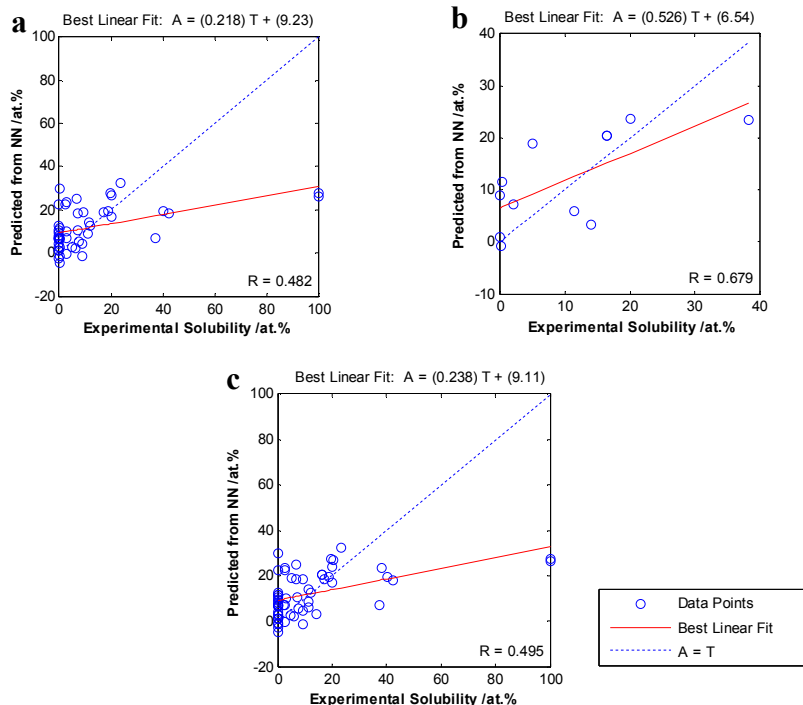 a
Best Linear Fit: A = (0.218) T + (9.23)
100
80
60
40
20
0
-20
0 20 40 60 80 100
Predicted from NN /at.%
Experimental Solubility /at.%
R = 0.482
b
Best Linear Fit: A = (0.526) T + (6.54)
40
30
20
10
0
-10
0 10 20 30 40
Predicted from NN /at.%
Experimental Solubility /at.%
R = 0.679
c
Best Linear Fit: A = (0.238) T + (9.11)
100
80
60
40
20
0
-20
0 20 40 60 80 100
Predicted from NN /at.%
Experimental Solubility /at.%
R = 0.495
Data Points
Best Linear Fit
A = T